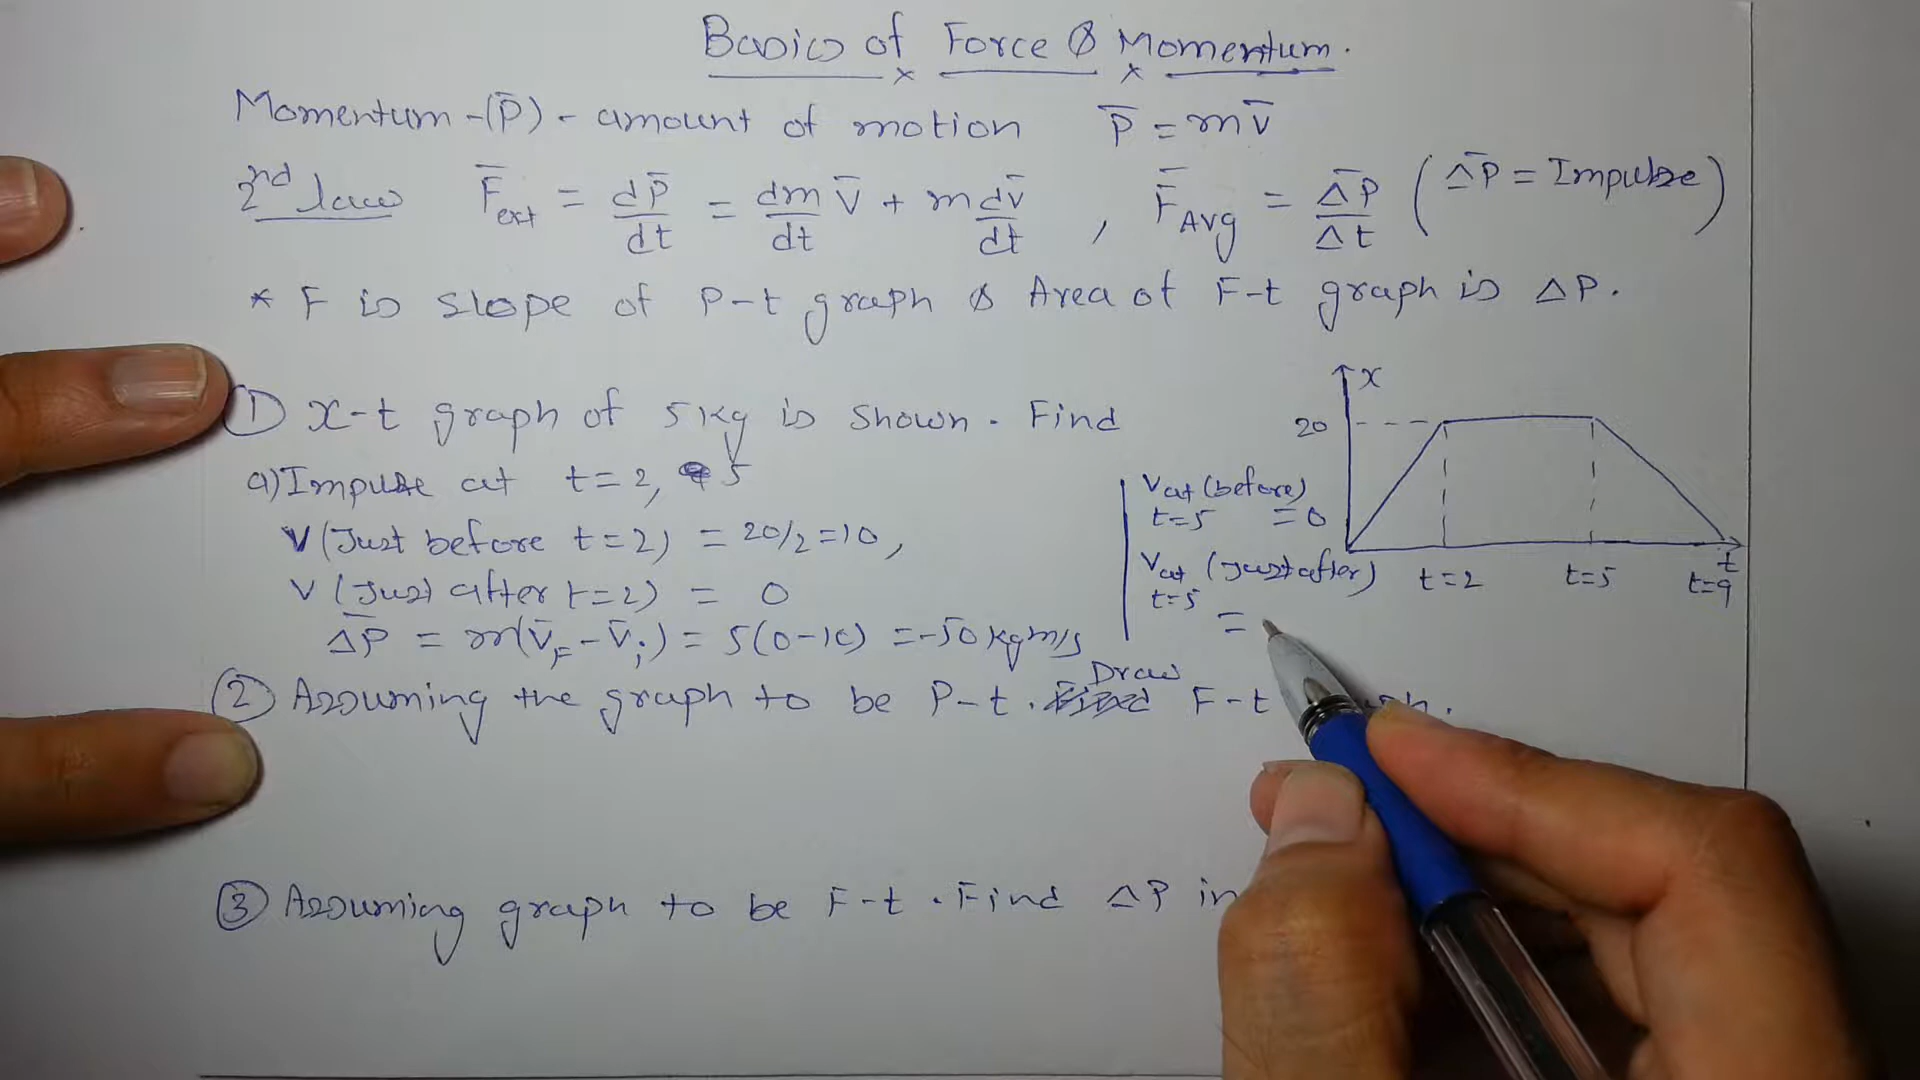 Basics of Force & Momentum.
Momentum - (P̄) - amount of motion P̄ = mV̄
2nd law F̄ext = dP̄/dt = dm/dt V̄ + m dv̄/dt , F̄Avg = ΔP̄/Δt (ΔP̄ = Impulse)
* F is slope of P-t graph & Area of F-t graph is ΔP.
① x-t graph of 5kg is shown. Find
a) Impulse at t=2, 5
V (Just before t=2) = 20/2 = 10,
V (Just after t=2) = 0
ΔP̄ = m(V̄F - V̄i) = 5(0-10) = -50 kg m/s
Vat (before)
t=5 = 0
Vat (Just after)
t=5
=
x
20
t
t=2 t=5 t=9
② Assuming the graph to be P-t. Draw F-t
③ Assuming graph to be F-t. Find ΔP in